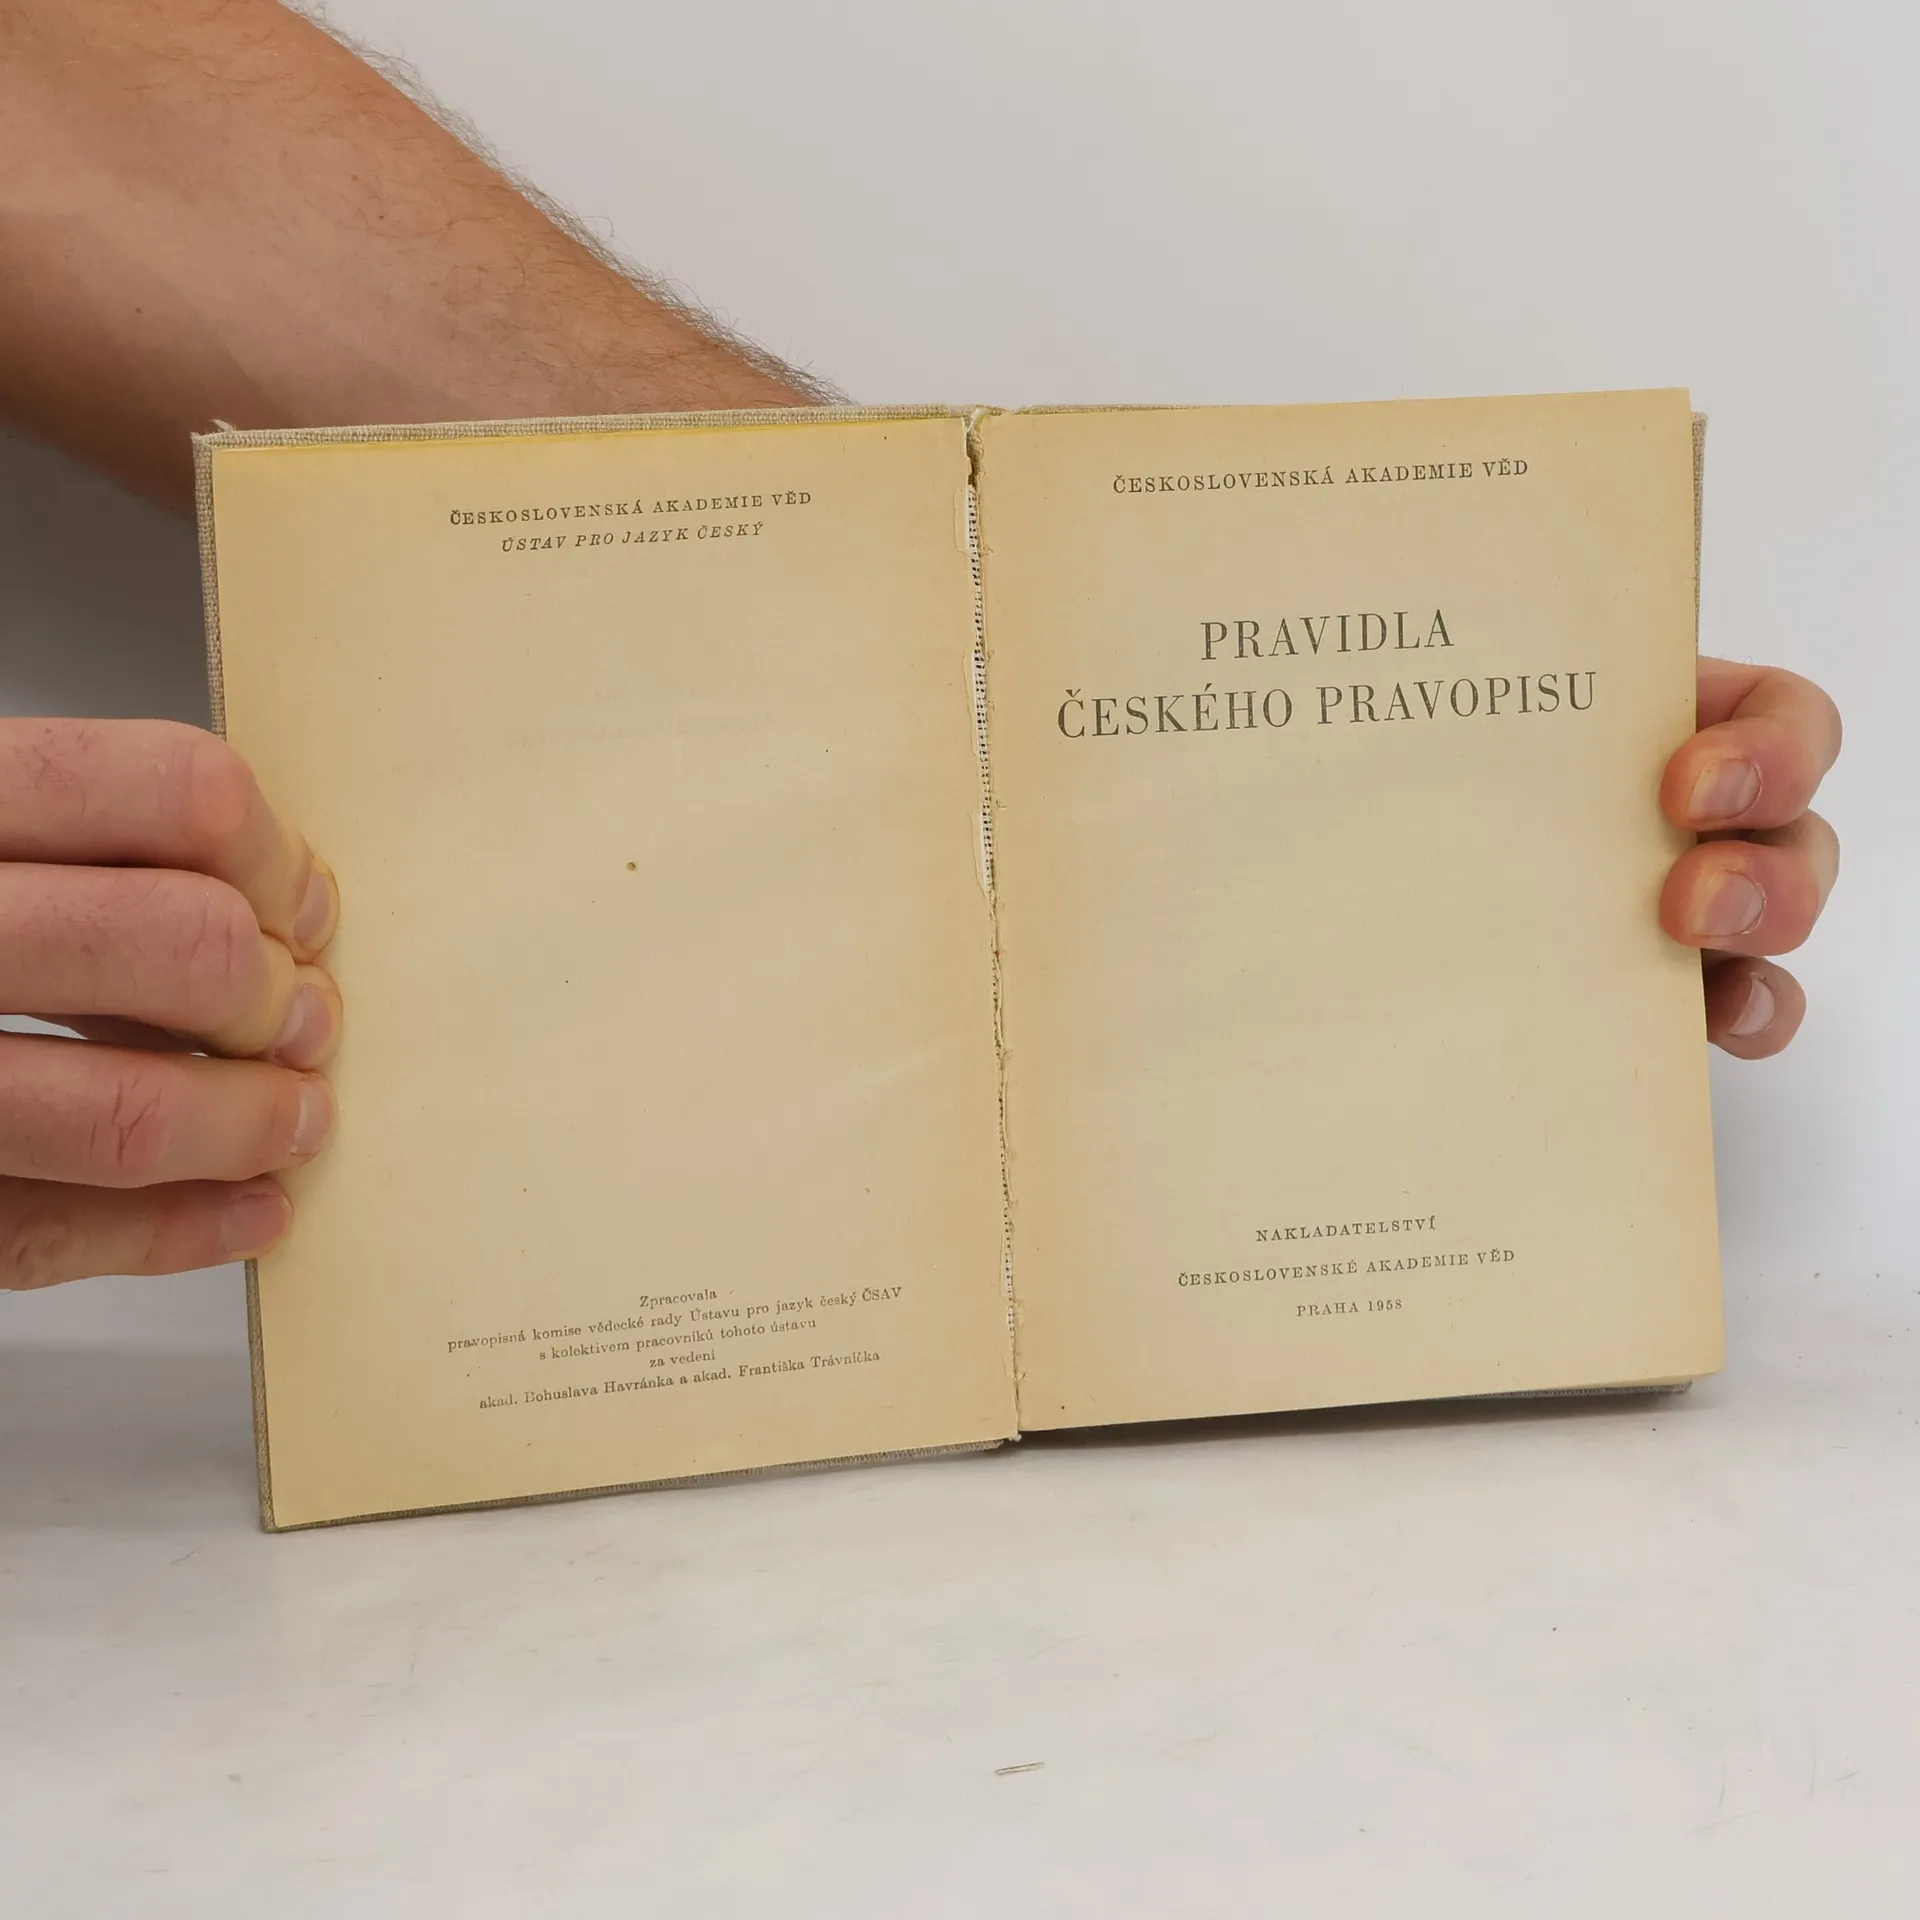 ČESKOSLOVENSKÁ AKADEMIE VĚD
ÚSTAV PRO JAZYK ČESKÝ
Zpracovala
pravopisná komise vědecké rady Ústavu pro jazyk český ČSAV
s kolektivem pracovníků tohoto ústavu
za vedení
akad. Bohuslava Havránka a akad. Františka Trávníčka
ČESKOSLOVENSKÁ AKADEMIE VĚD
PRAVIDLA
ČESKÉHO PRAVOPISU
NAKLADATELSTVÍ
ČESKOSLOVENSKÉ AKADEMIE VĚD
PRAHA 1958